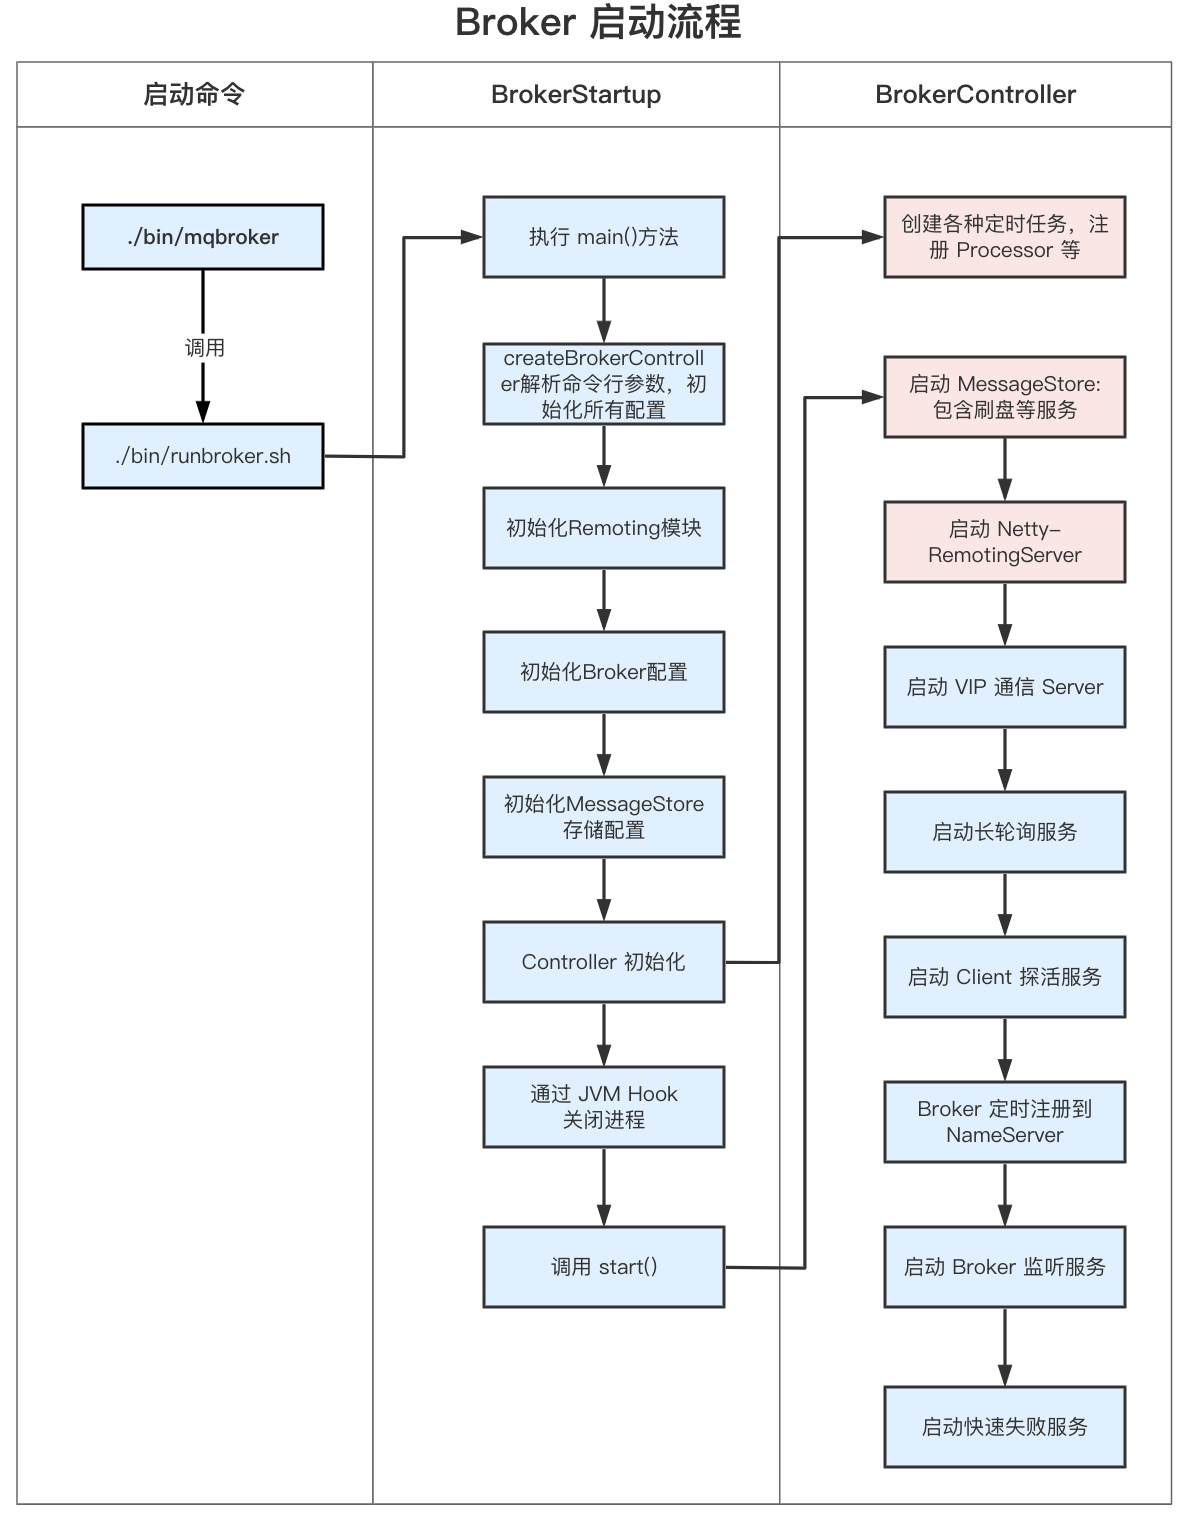 Broker 启动流程
启动命令
BrokerStartup
BrokerController
./bin/mqbroker
调用
./bin/runbroker.sh
执行 main()方法
createBrokerControll
er解析命令行参数，初
始化所有配置
初始化Remoting模块
初始化Broker配置
初始化MessageStore
存储配置
Controller 初始化
通过 JVM Hook
关闭进程
调用 start()
创建各种定时任务，注
册 Processor 等
启动 MessageStore:
包含刷盘等服务
启动 Netty-
RemotingServer
启动 VIP 通信 Server
启动长轮询服务
启动 Client 探活服务
Broker 定时注册到
NameServer
启动 Broker 监听服务
启动快速失败服务